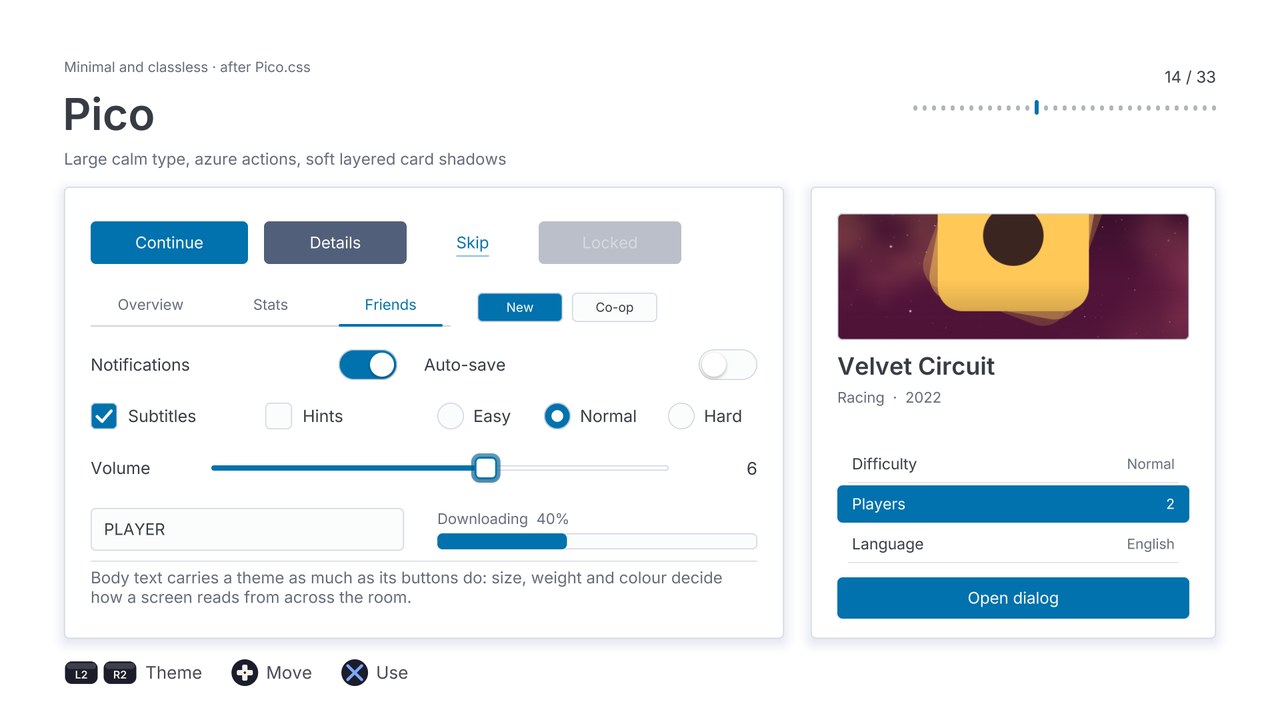 Minimal and classless · after Pico.css
14 / 33
Pico
Large calm type, azure actions, soft layered card shadows
Continue
Details
Skip
Locked
Overview
Stats
Friends
New
Co-op
Notifications
Auto-save
Subtitles
Hints
Easy
Normal
Hard
Volume
6
PLAYER
Downloading 40%
Body text carries a theme as much as its buttons do: size, weight and colour decide
how a screen reads from across the room.
Velvet Circuit
Racing · 2022
Difficulty Normal
Players 2
Language English
Open dialog
L2 R2 Theme
Move
Use